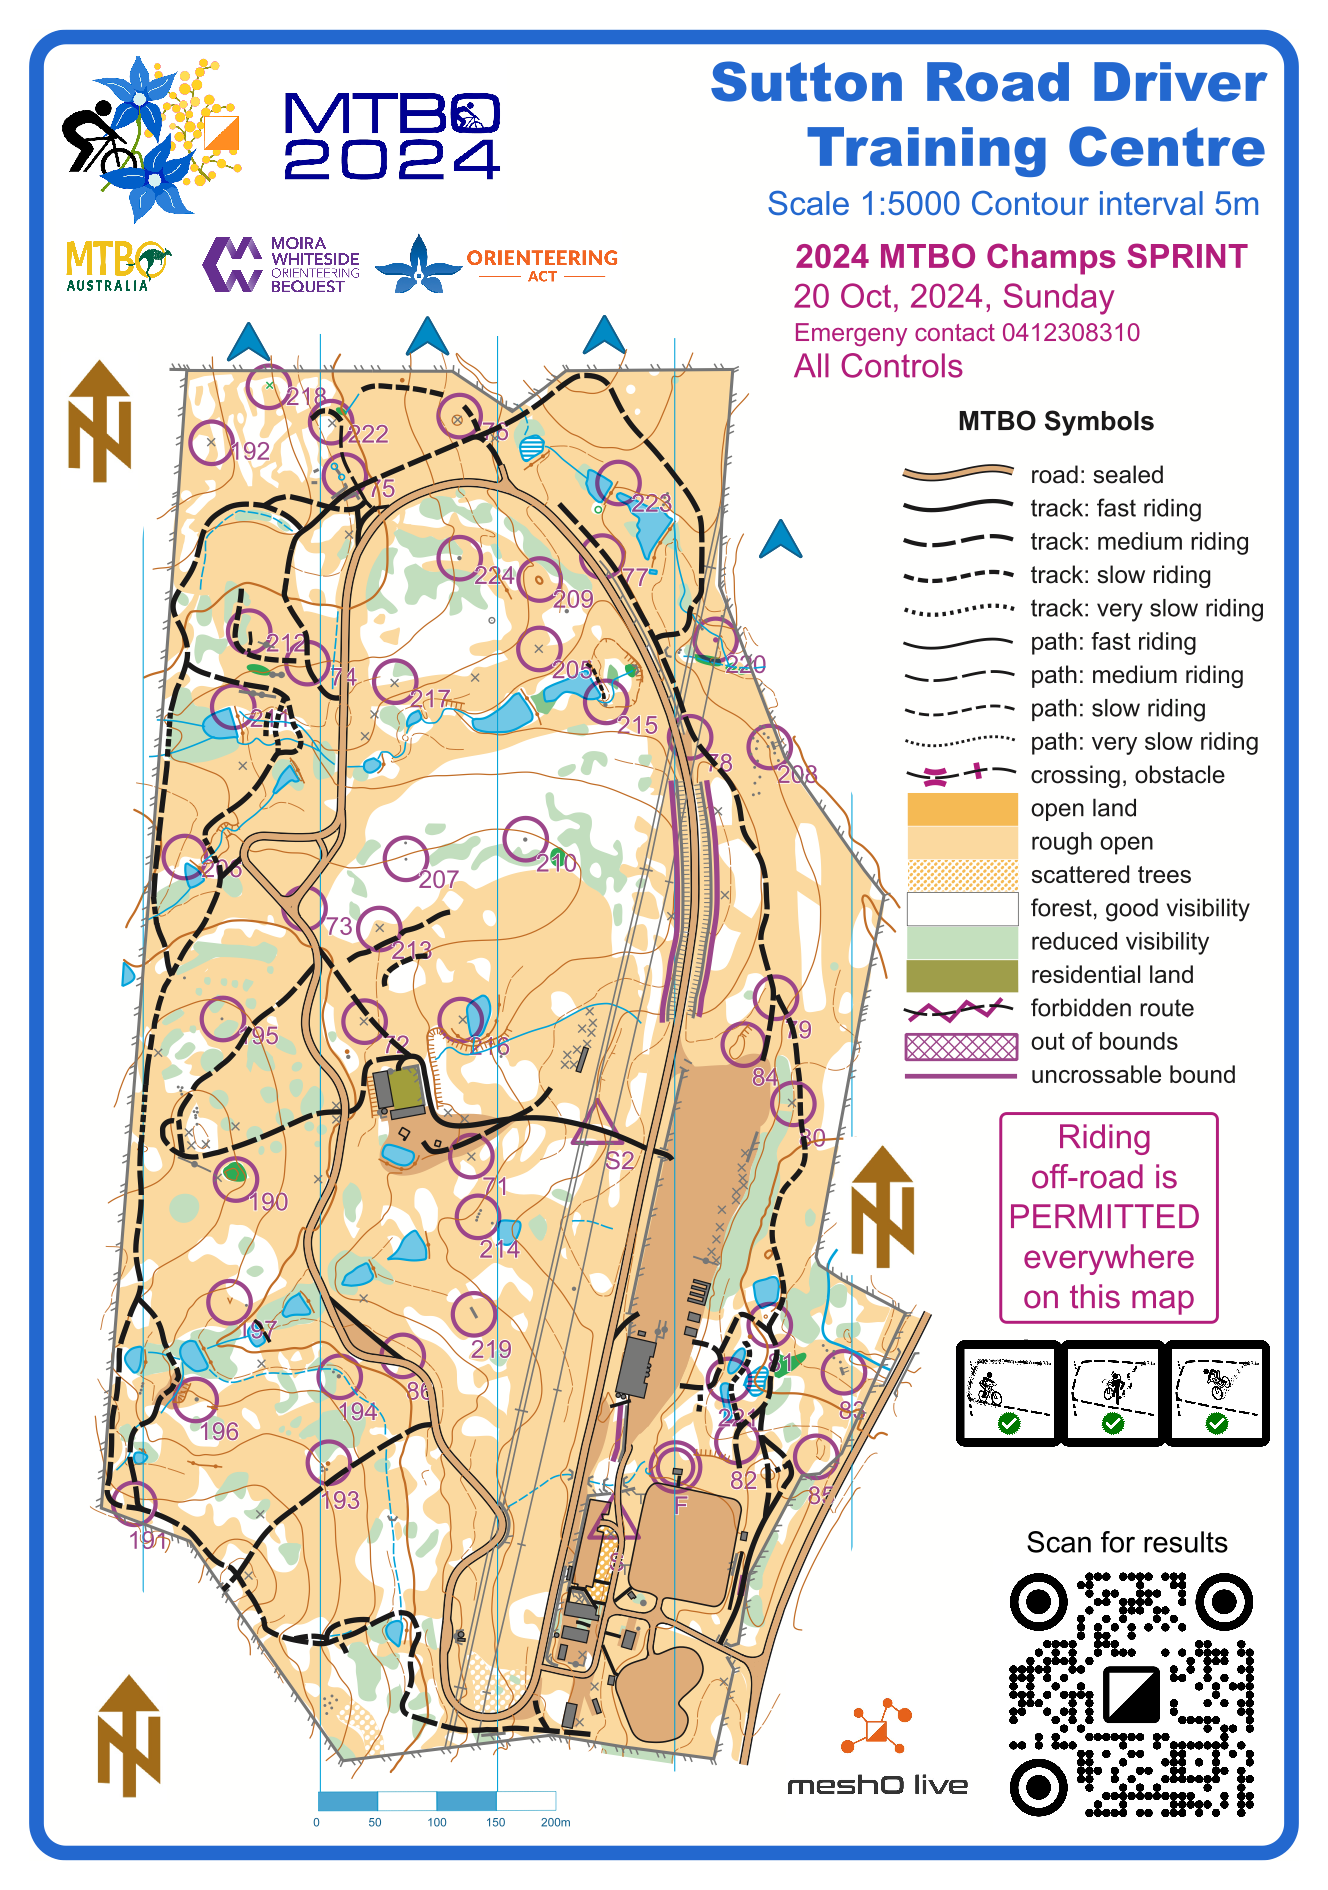 Sutton Road Driver
Training Centre
Scale 1:5000 Contour interval 5m
MTBO
2024
MTBO
AUSTRALIA
MOIRA
WHITESIDE
ORIENTEERING
BEQUEST
ORIENTEERING
ACT
2024 MTBO Champs SPRINT
20 Oct, 2024, Sunday
Emergeny contact 0412308310
All Controls
MTBO Symbols
road: sealed
track: fast riding
track: medium riding
track: slow riding
track: very slow riding
path: fast riding
path: medium riding
path: slow riding
path: very slow riding
crossing, obstacle
open land
rough open
scattered trees
forest, good visibility
reduced visibility
residential land
forbidden route
out of bounds
uncrossable bound
Riding
off-road is
PERMITTED
everywhere
on this map
Scan for results
meshO live
N
N
N
218
192
222
76
75
223
224
209
77
212
74
205
220
217
211
215
78
208
206
207
210
73
213
195
72
216
79
84
80
S2
71
190
214
197
219
81
86
194
221
83
196
82
193
85
F
191
S
0 50 100 150 200m